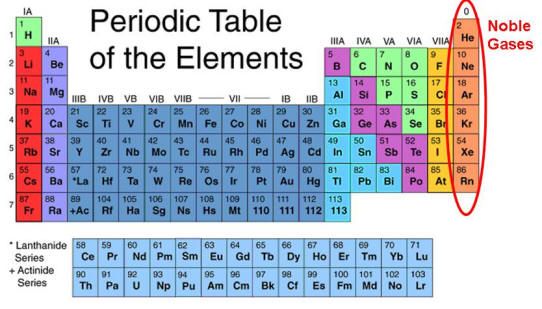 IA 0
Periodic Table
of the Elements
Noble
Gases
1 H 2 He
IIA IIIA IVA VA VIA VIIA
3 Li 4 Be 5 B 6 C 7 N 8 O 9 F 10 Ne
11 Na 11 Mg 13 Al 14 Si 15 P 16 S 17 Cl 18 Ar
IIIB IVB VB VIB VIIB VII IB IIB
19 K 20 Ca 21 Sc 22 Ti 23 V 24 Cr 25 Mn 26 Fe 27 Co 28 Ni 29 Cu 30 Zn 31 Ga 32 Ge 33 As 34 Se 35 Br 36 Kr
37 Rb 38 Sr 39 Y 40 Zr 41 Nb 42 Mo 43 Tc 44 Ru 45 Rh 46 Pd 47 Ag 48 Cd 49 In 50 Sn 51 Sb 52 Te 53 I 54 Xe
55 Cs 56 Ba 57 *La 72 Hf 73 Ta 74 W 75 Re 76 Os 77 Ir 78 Pt 79 Au 80 Hg 81 Tl 82 Pb 83 Bi 84 Po 85 At 86 Rn
87 Fr 88 Ra 89 +Ac 104 Rf 105 Ha 106 Sg 107 Ns 108 Hs 109 Mt 110 110 111 111 112 112 113 113
1
2
3
4
5
6
7
* Lanthanide
Series
+ Actinide
Series
58 Ce 59 Pr 60 Nd 61 Pm 62 Sm 63 Eu 64 Gd 65 Tb 66 Dy 67 Ho 68 Er 69 Tm 70 Yb 71 Lu
90 Th 91 Pa 92 U 93 Np 94 Pu 95 Am 96 Cm 97 Bk 98 Cf 99 Es 100 Fm 101 Md 102 No 103 Lr